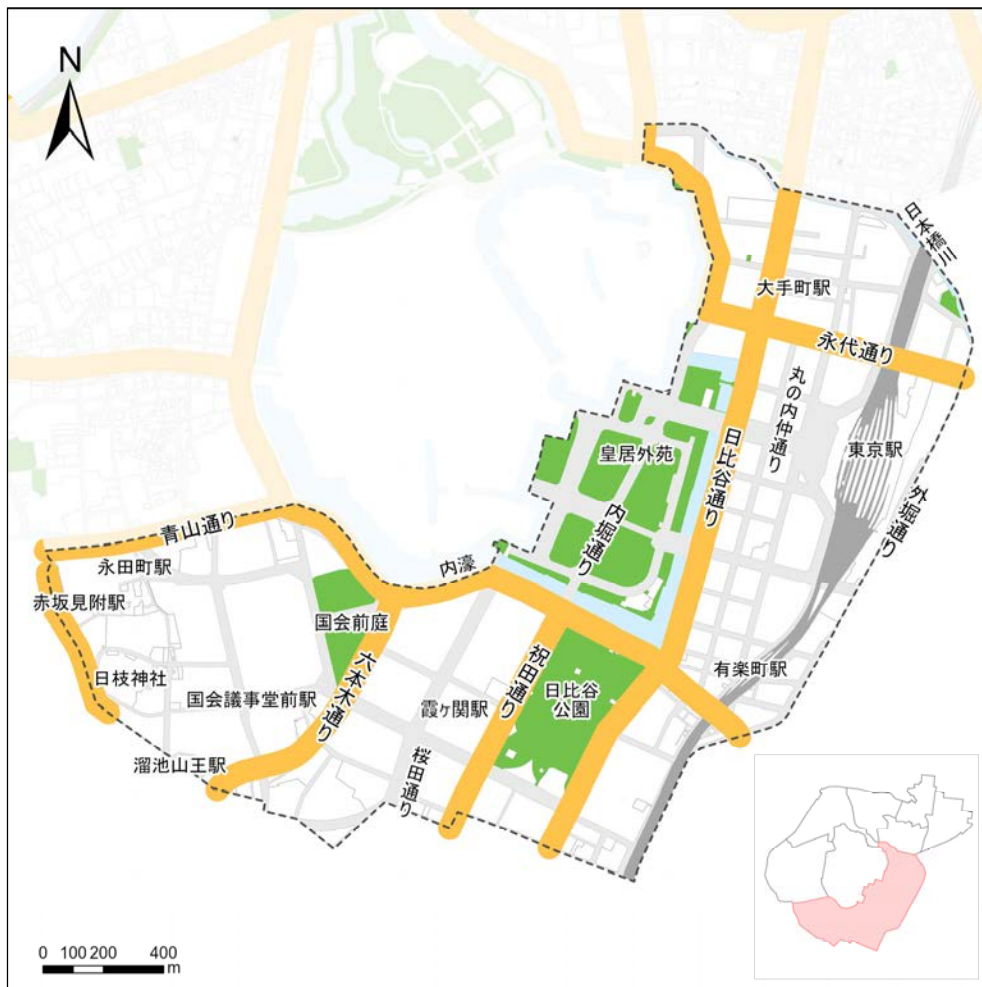 N
日本橋川
大手町駅
永代通り
丸の内仲通り
皇居外苑
日比谷通り
東京駅
外堀通り
内堀通り
青山通り
永田町駅
内濠
赤坂見附駅
国会前庭
日枝神社
国会議事堂前駅
六本木通り
霞ヶ関駅
祝田通り
日比谷
公園
有楽町駅
溜池山王駅
桜田通り
0 100 200 400
m